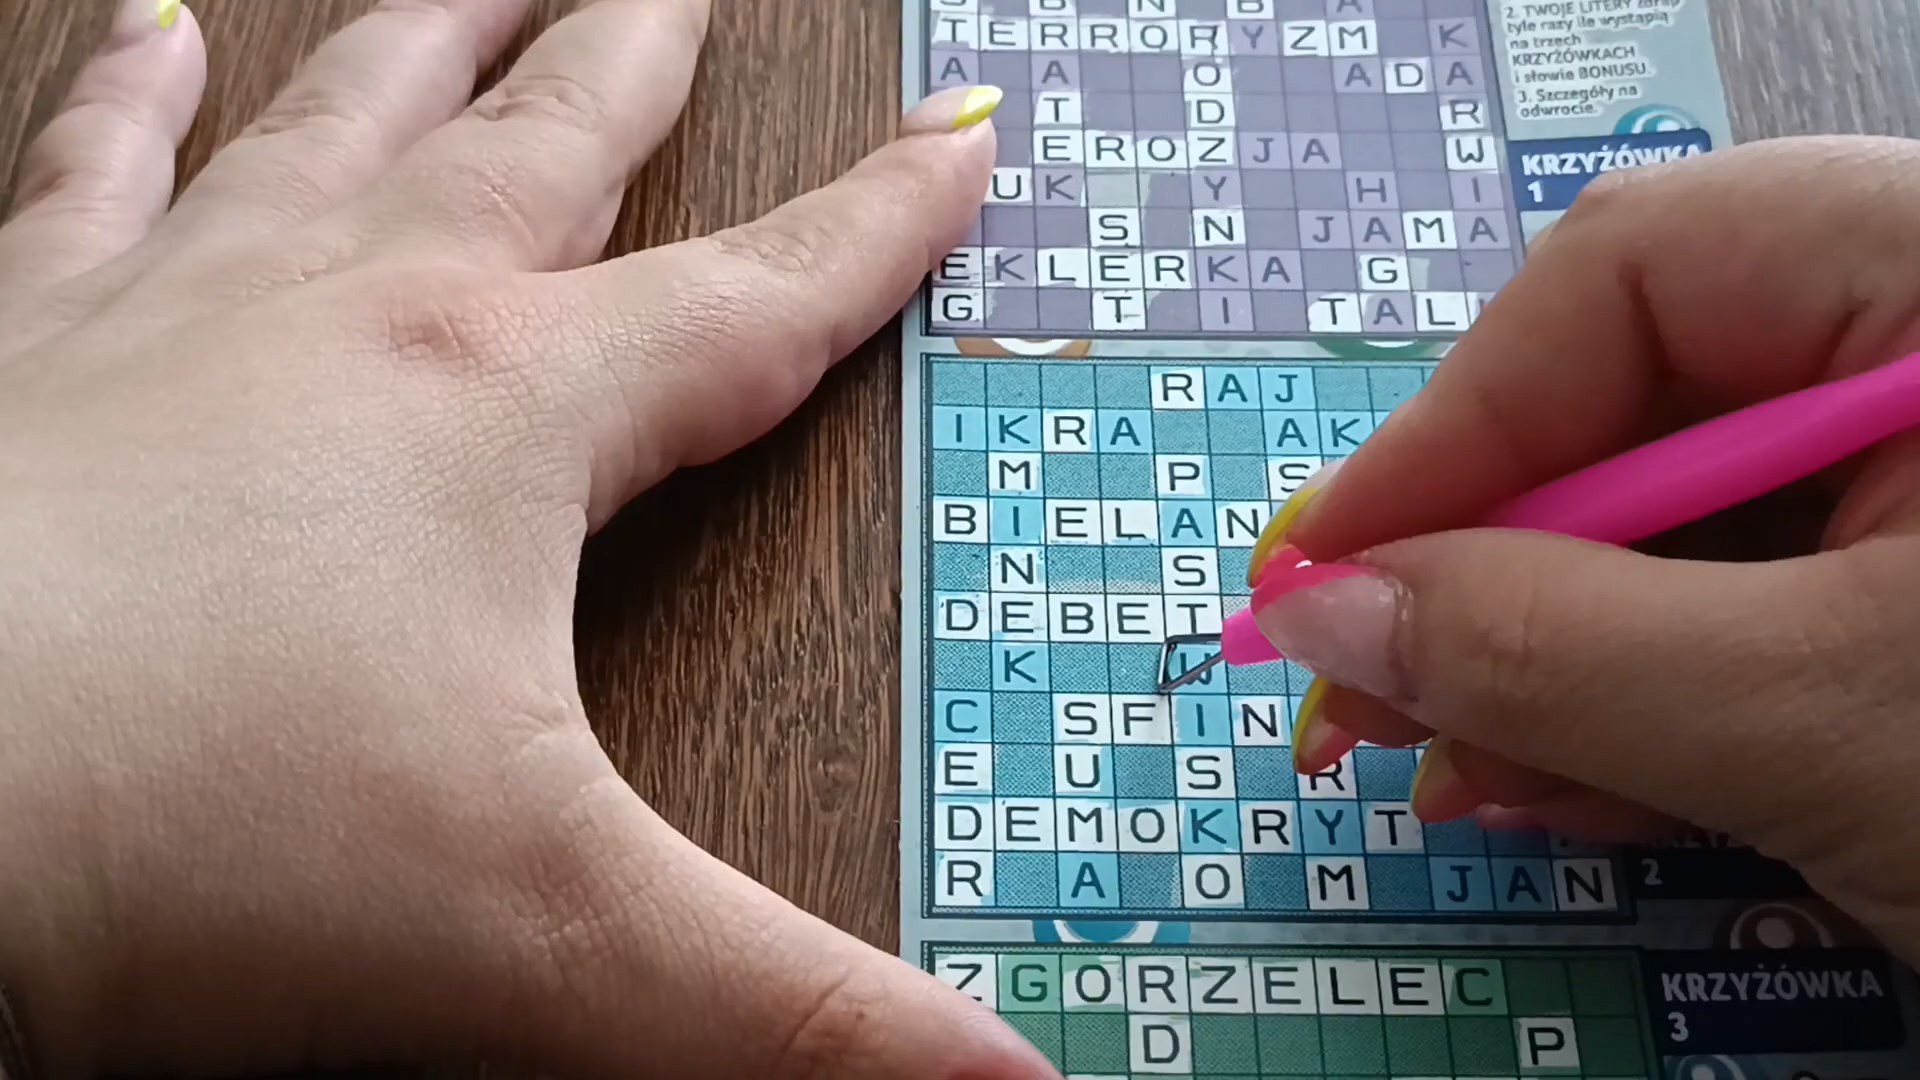 S B N B A
TERRORYZM K
A A O ADA
T D R
EROZJA W
UK Y H I
S N JAMA
EKLERKA G
G T I TAL
2. TWOJE LITERY zdrap
tyle razy ile wystąpią
na trzech
KRZYŻÓWKACH
i słowie BONUSU.
3. Szczegóły na
odwrocie.
KRZYŻÓWKA
1
RAJ
IKRA AK
M P S
BIELAN
N S
DEBET
K W
C SFIN
E U S R
DEMOKRYT
R A O M JAN
2
ZGORZELEC
D P
KRZYŻÓWKA
3